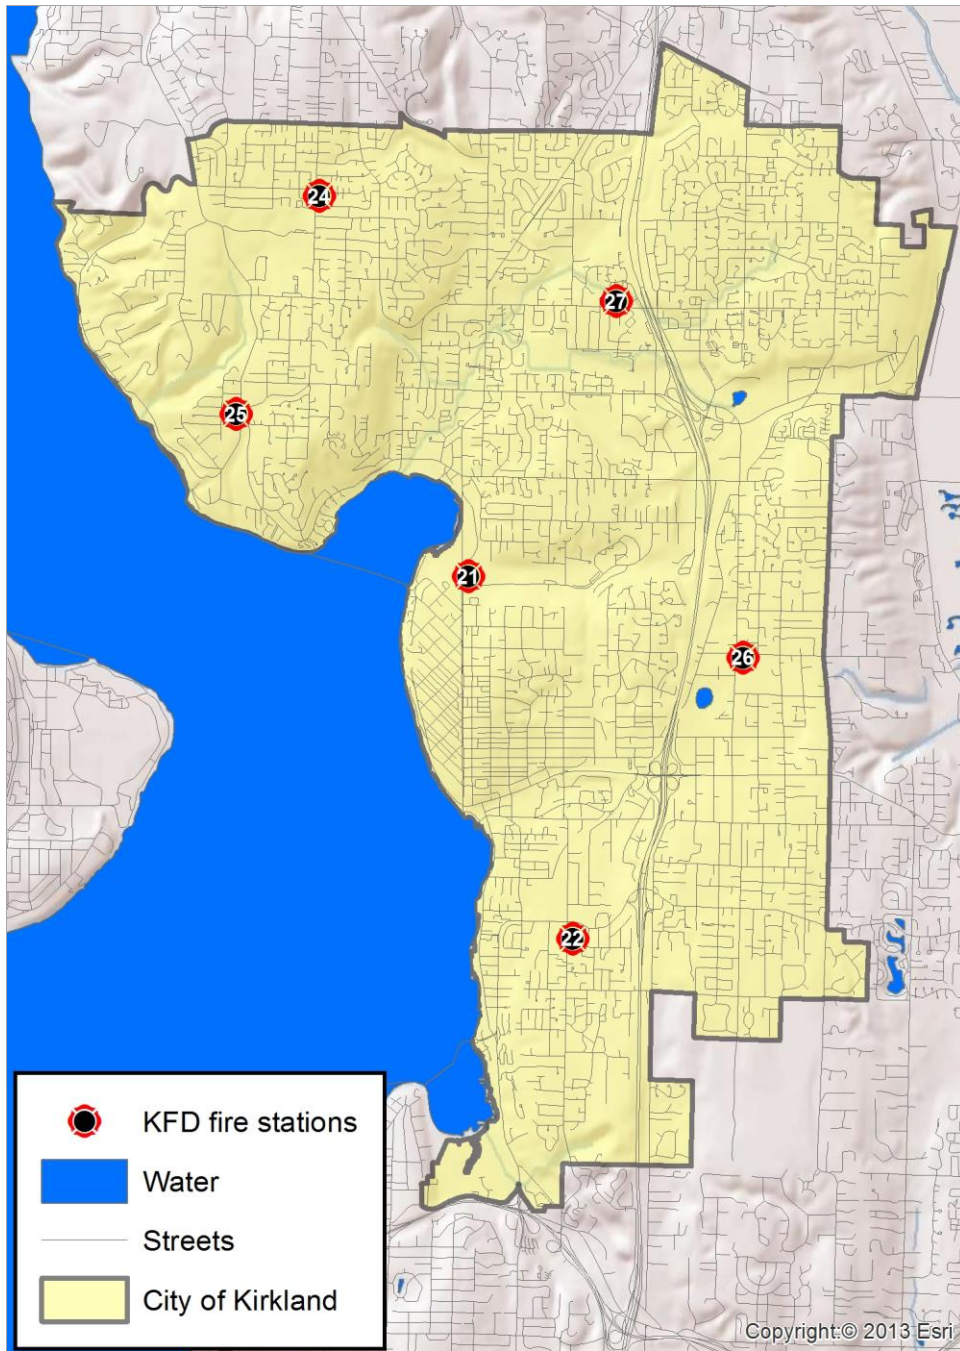 24
27
25
21
26
22
KFD fire stations
Water
Streets
City of Kirkland
Copyright:© 2013 Esri